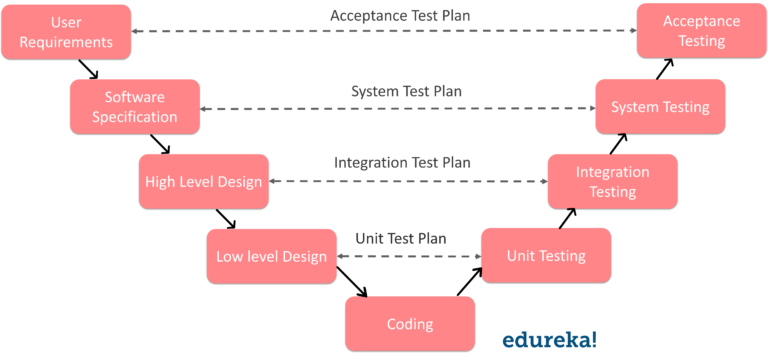 User
Requirements
Acceptance Test Plan
Acceptance
Testing
Software
Specification
System Test Plan
System Testing
High Level Design
Integration Test Plan
Integration
Testing
Low level Design
Unit Test Plan
Unit Testing
Coding
edureka!